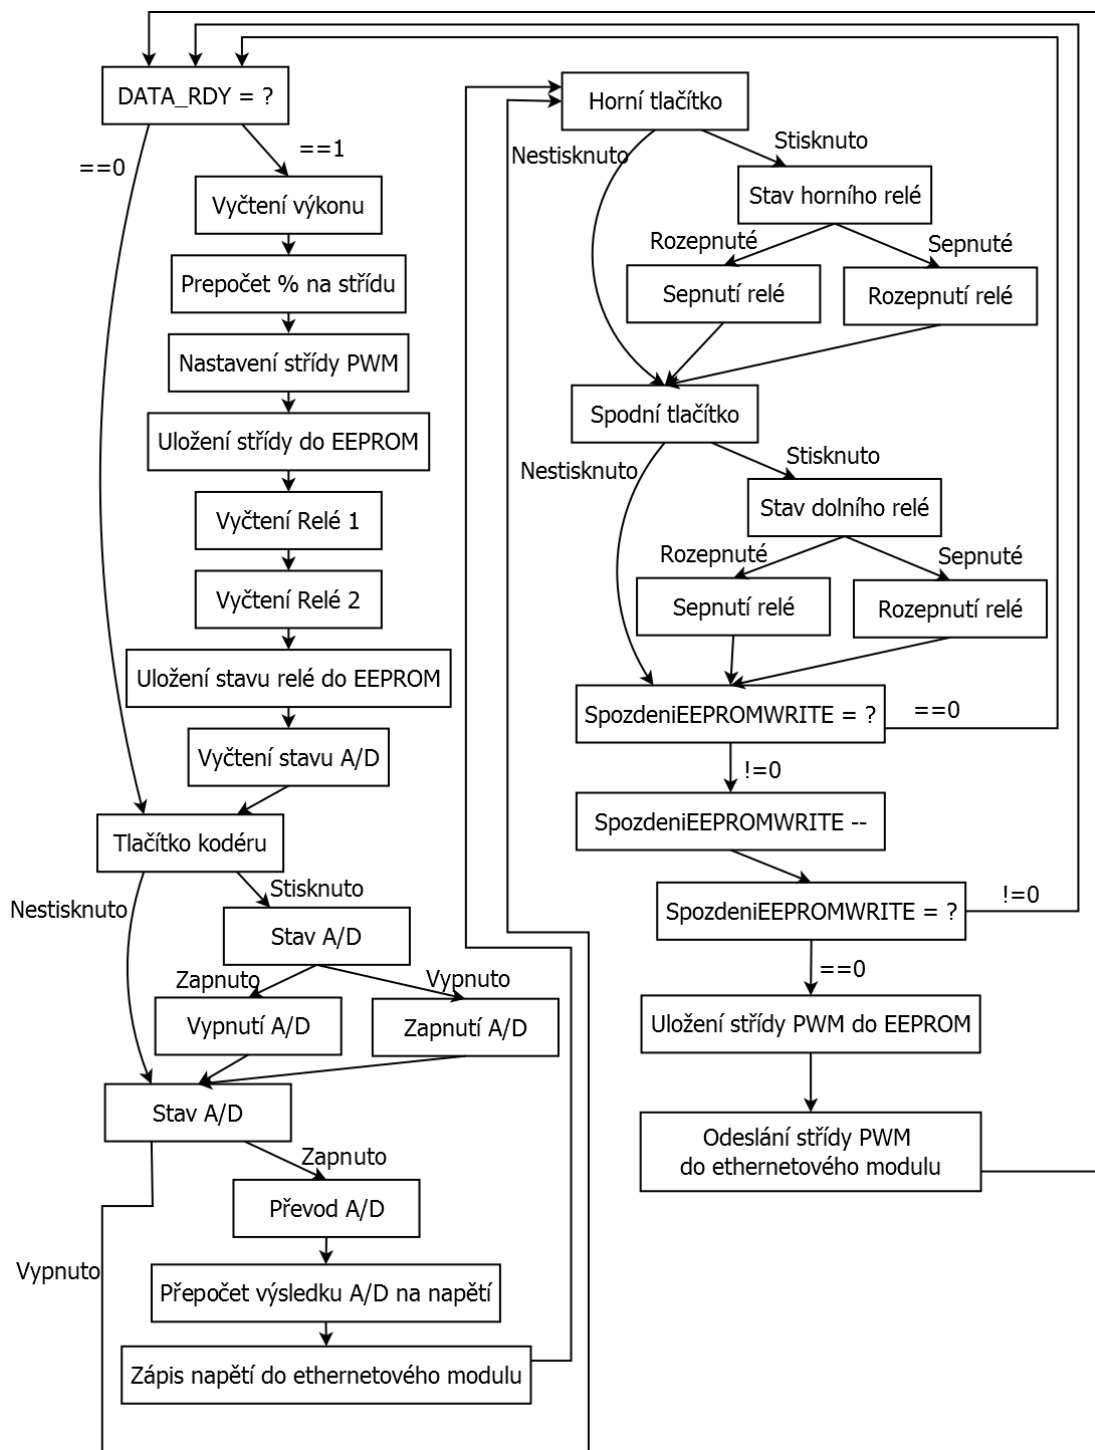 DATA_RDY = ?
==0
==1
Vyčtení výkonu
Prepočet % na střídu
Nastavení střídy PWM
Uložení střídy do EEPROM
Vyčtení Relé 1
Vyčtení Relé 2
Uložení stavu relé do EEPROM
Vyčtení stavu A/D
Tlačítko kodéru
Nestisknuto
Stisknuto
Stav A/D
Zapnuto
Vypnuto
Vypnutí A/D
Zapnutí A/D
Stav A/D
Zapnuto
Vypnuto
Převod A/D
Přepočet výsledku A/D na napětí
Zápis napětí do ethernetového modulu
Horní tlačítko
Nestisknuto
Stisknuto
Stav horního relé
Rozepnuté
Sepnuté
Sepnutí relé
Rozepnutí relé
Spodní tlačítko
Nestisknuto
Stisknuto
Stav dolního relé
Rozepnuté
Sepnuté
Sepnutí relé
Rozepnutí relé
SpozdeniEEPROMWRITE = ?
==0
!=0
SpozdeniEEPROMWRITE --
SpozdeniEEPROMWRITE = ?
!=0
==0
Uložení střídy PWM do EEPROM
Odeslání střídy PWM
do ethernetového modulu